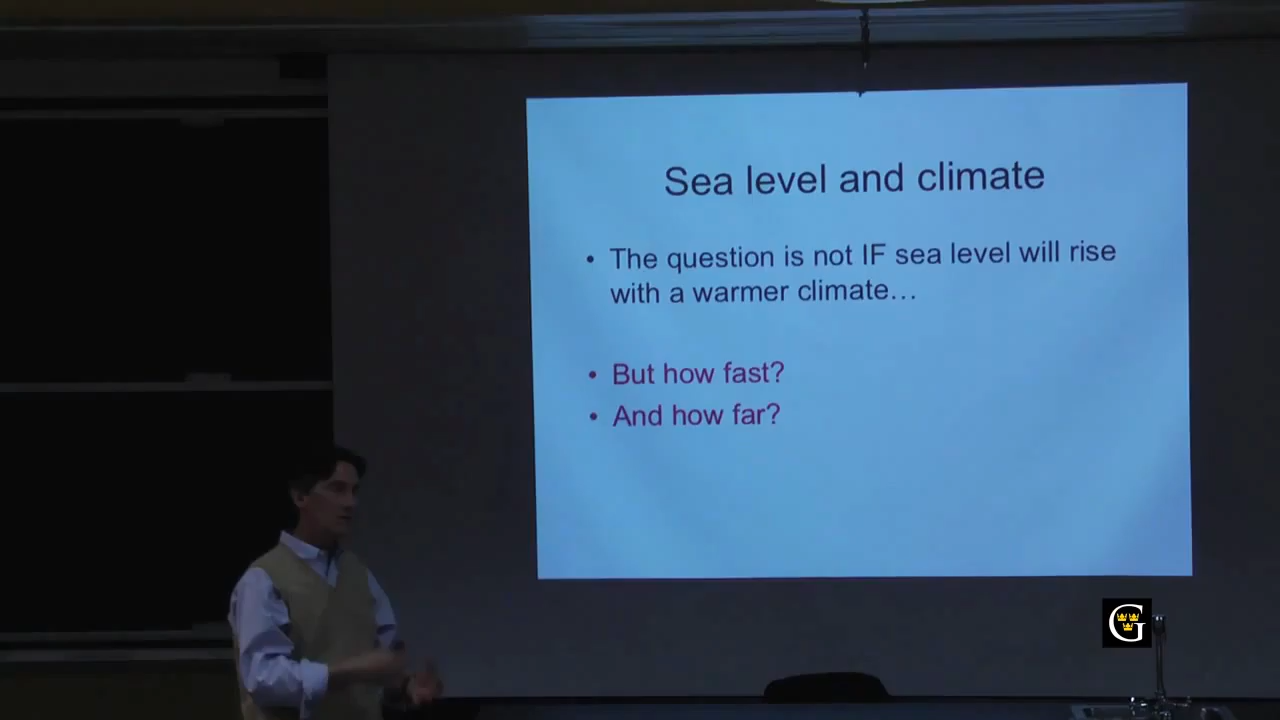 Sea level and climate
• The question is not IF sea level will rise
with a warmer climate…
• But how fast?
• And how far?
G